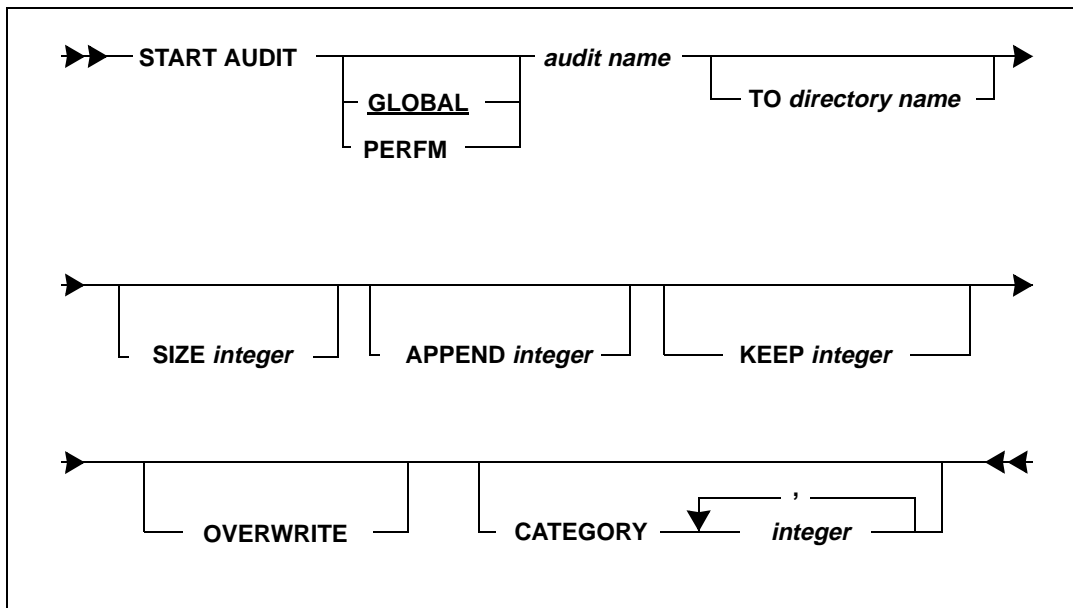 START AUDIT audit name
GLOBAL
TO directory name
PERFM
SIZE integer APPEND integer KEEP integer
,
OVERWRITE CATEGORY integer